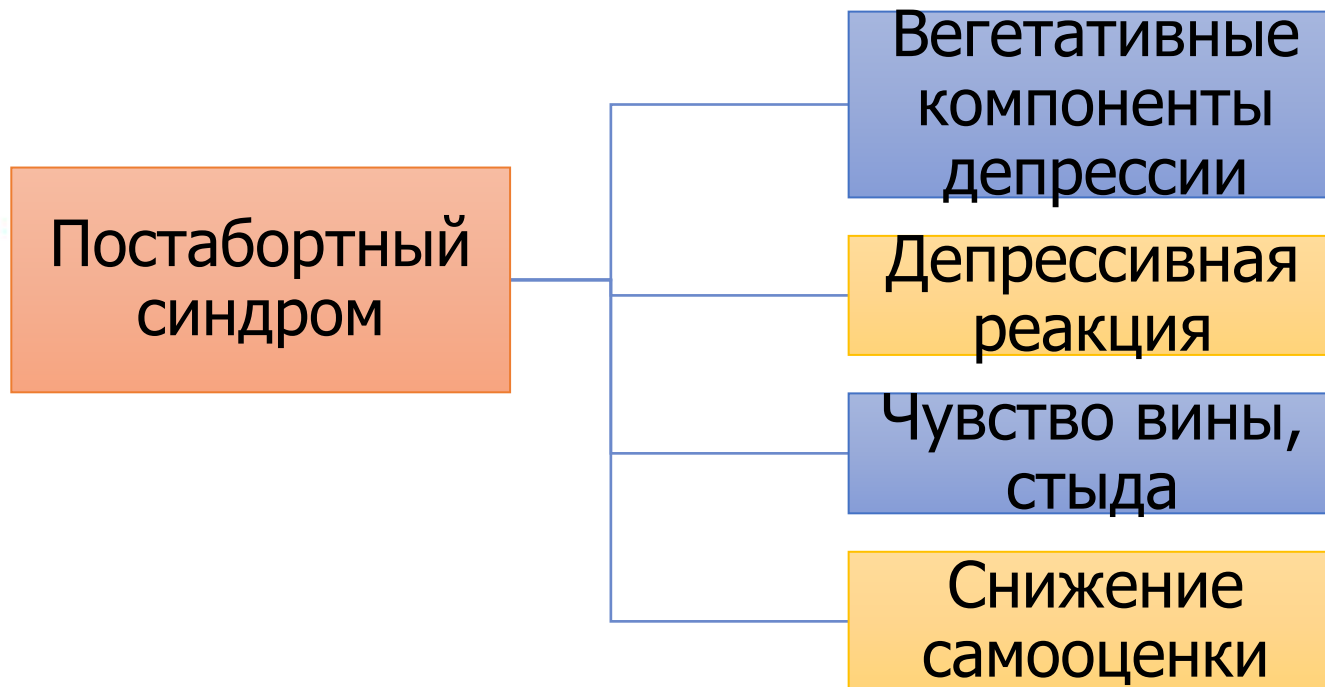 Постабортный
синдром
Вегетативные
компоненты
депрессии
Депрессивная
реакция
Чувство вины,
стыда
Снижение
самооценки